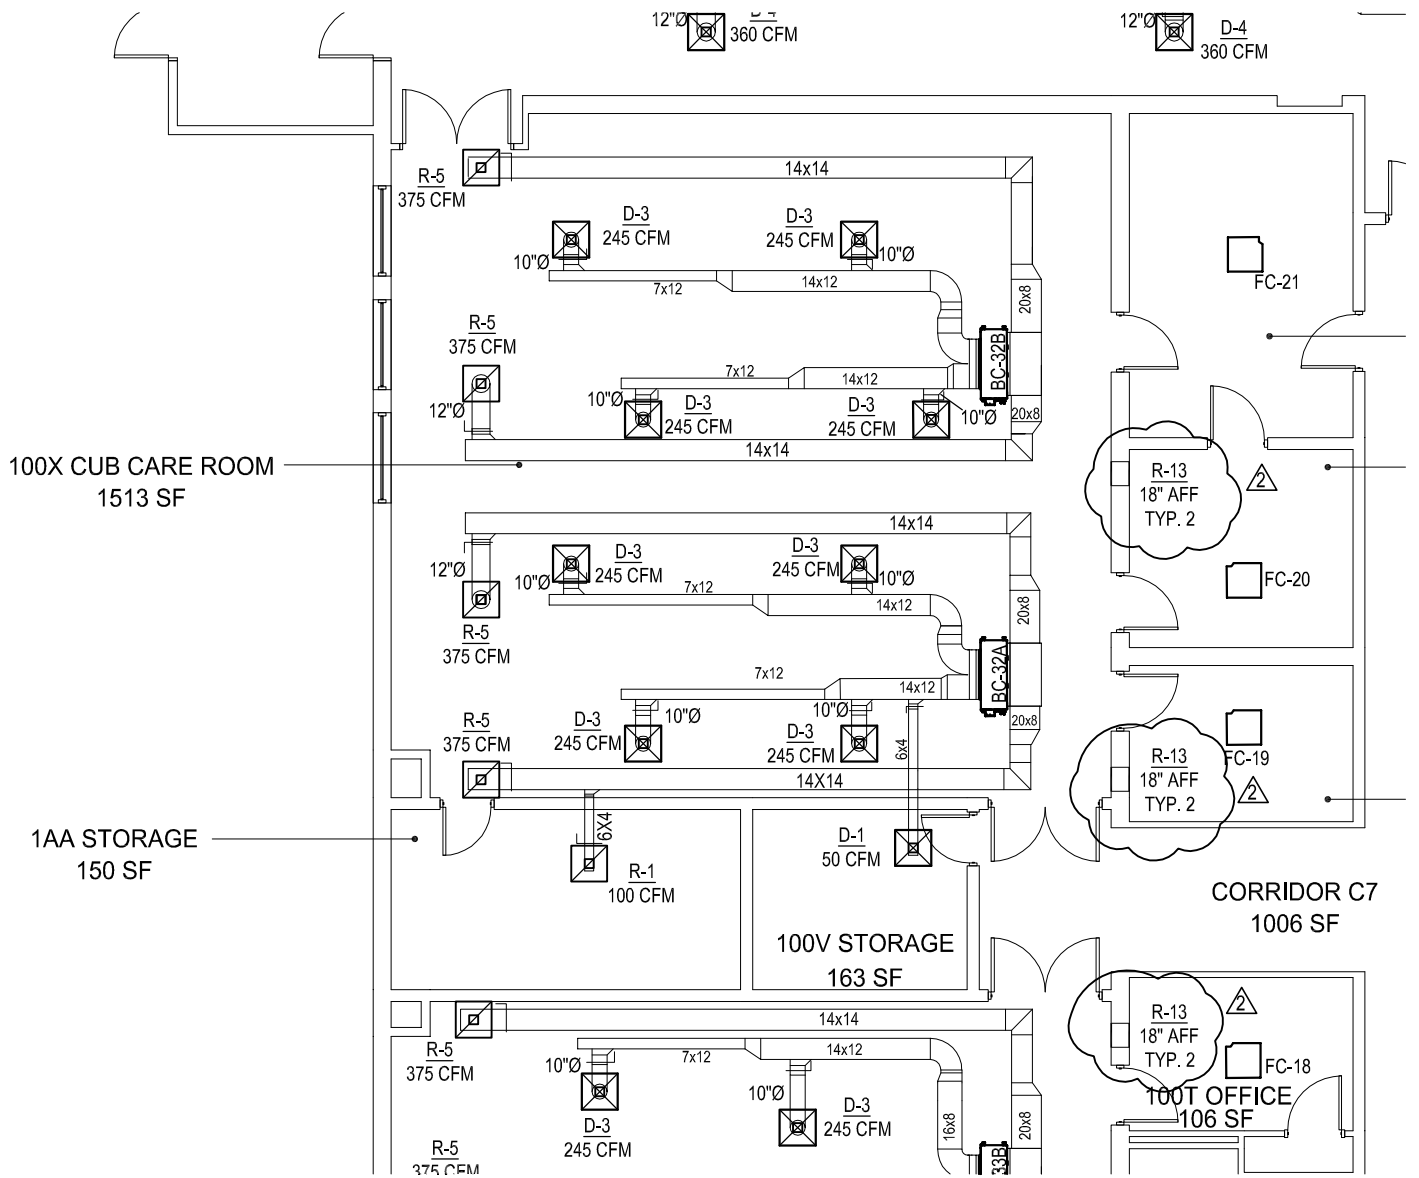 12"Ø
D-4
360 CFM
12"Ø
D-4
360 CFM
R-5
375 CFM
14x14
D-3
245 CFM
D-3
245 CFM
10"Ø
10"Ø
7x12
14x12
20x8
FC-21
R-5
375 CFM
BC-32B
7x12
14x12
10"Ø
D-3
245 CFM
D-3
245 CFM
10"Ø
20x8
12"Ø
14x14
100X CUB CARE ROOM
1513 SF
R-13
18" AFF
TYP. 2
2
14x14
12"Ø
D-3
245 CFM
D-3
245 CFM
10"Ø
10"Ø
7x12
14x12
20x8
FC-20
R-5
375 CFM
BC-32A
7x12
14x12
R-5
375 CFM
D-3
245 CFM
10"Ø
D-3
245 CFM
10"Ø
6x4
20x8
FC-19
R-13
18" AFF
TYP. 2
2
14X14
6X4
1AA STORAGE
150 SF
D-1
50 CFM
R-1
100 CFM
CORRIDOR C7
1006 SF
100V STORAGE
163 SF
R-13
18" AFF
TYP. 2
2
14x14
R-5
375 CFM
7x12
14x12
10"Ø
10"Ø
FC-18
100T OFFICE
106 SF
D-3
245 CFM
D-3
245 CFM
16x8
20x8
R-5
375 CFM
33B